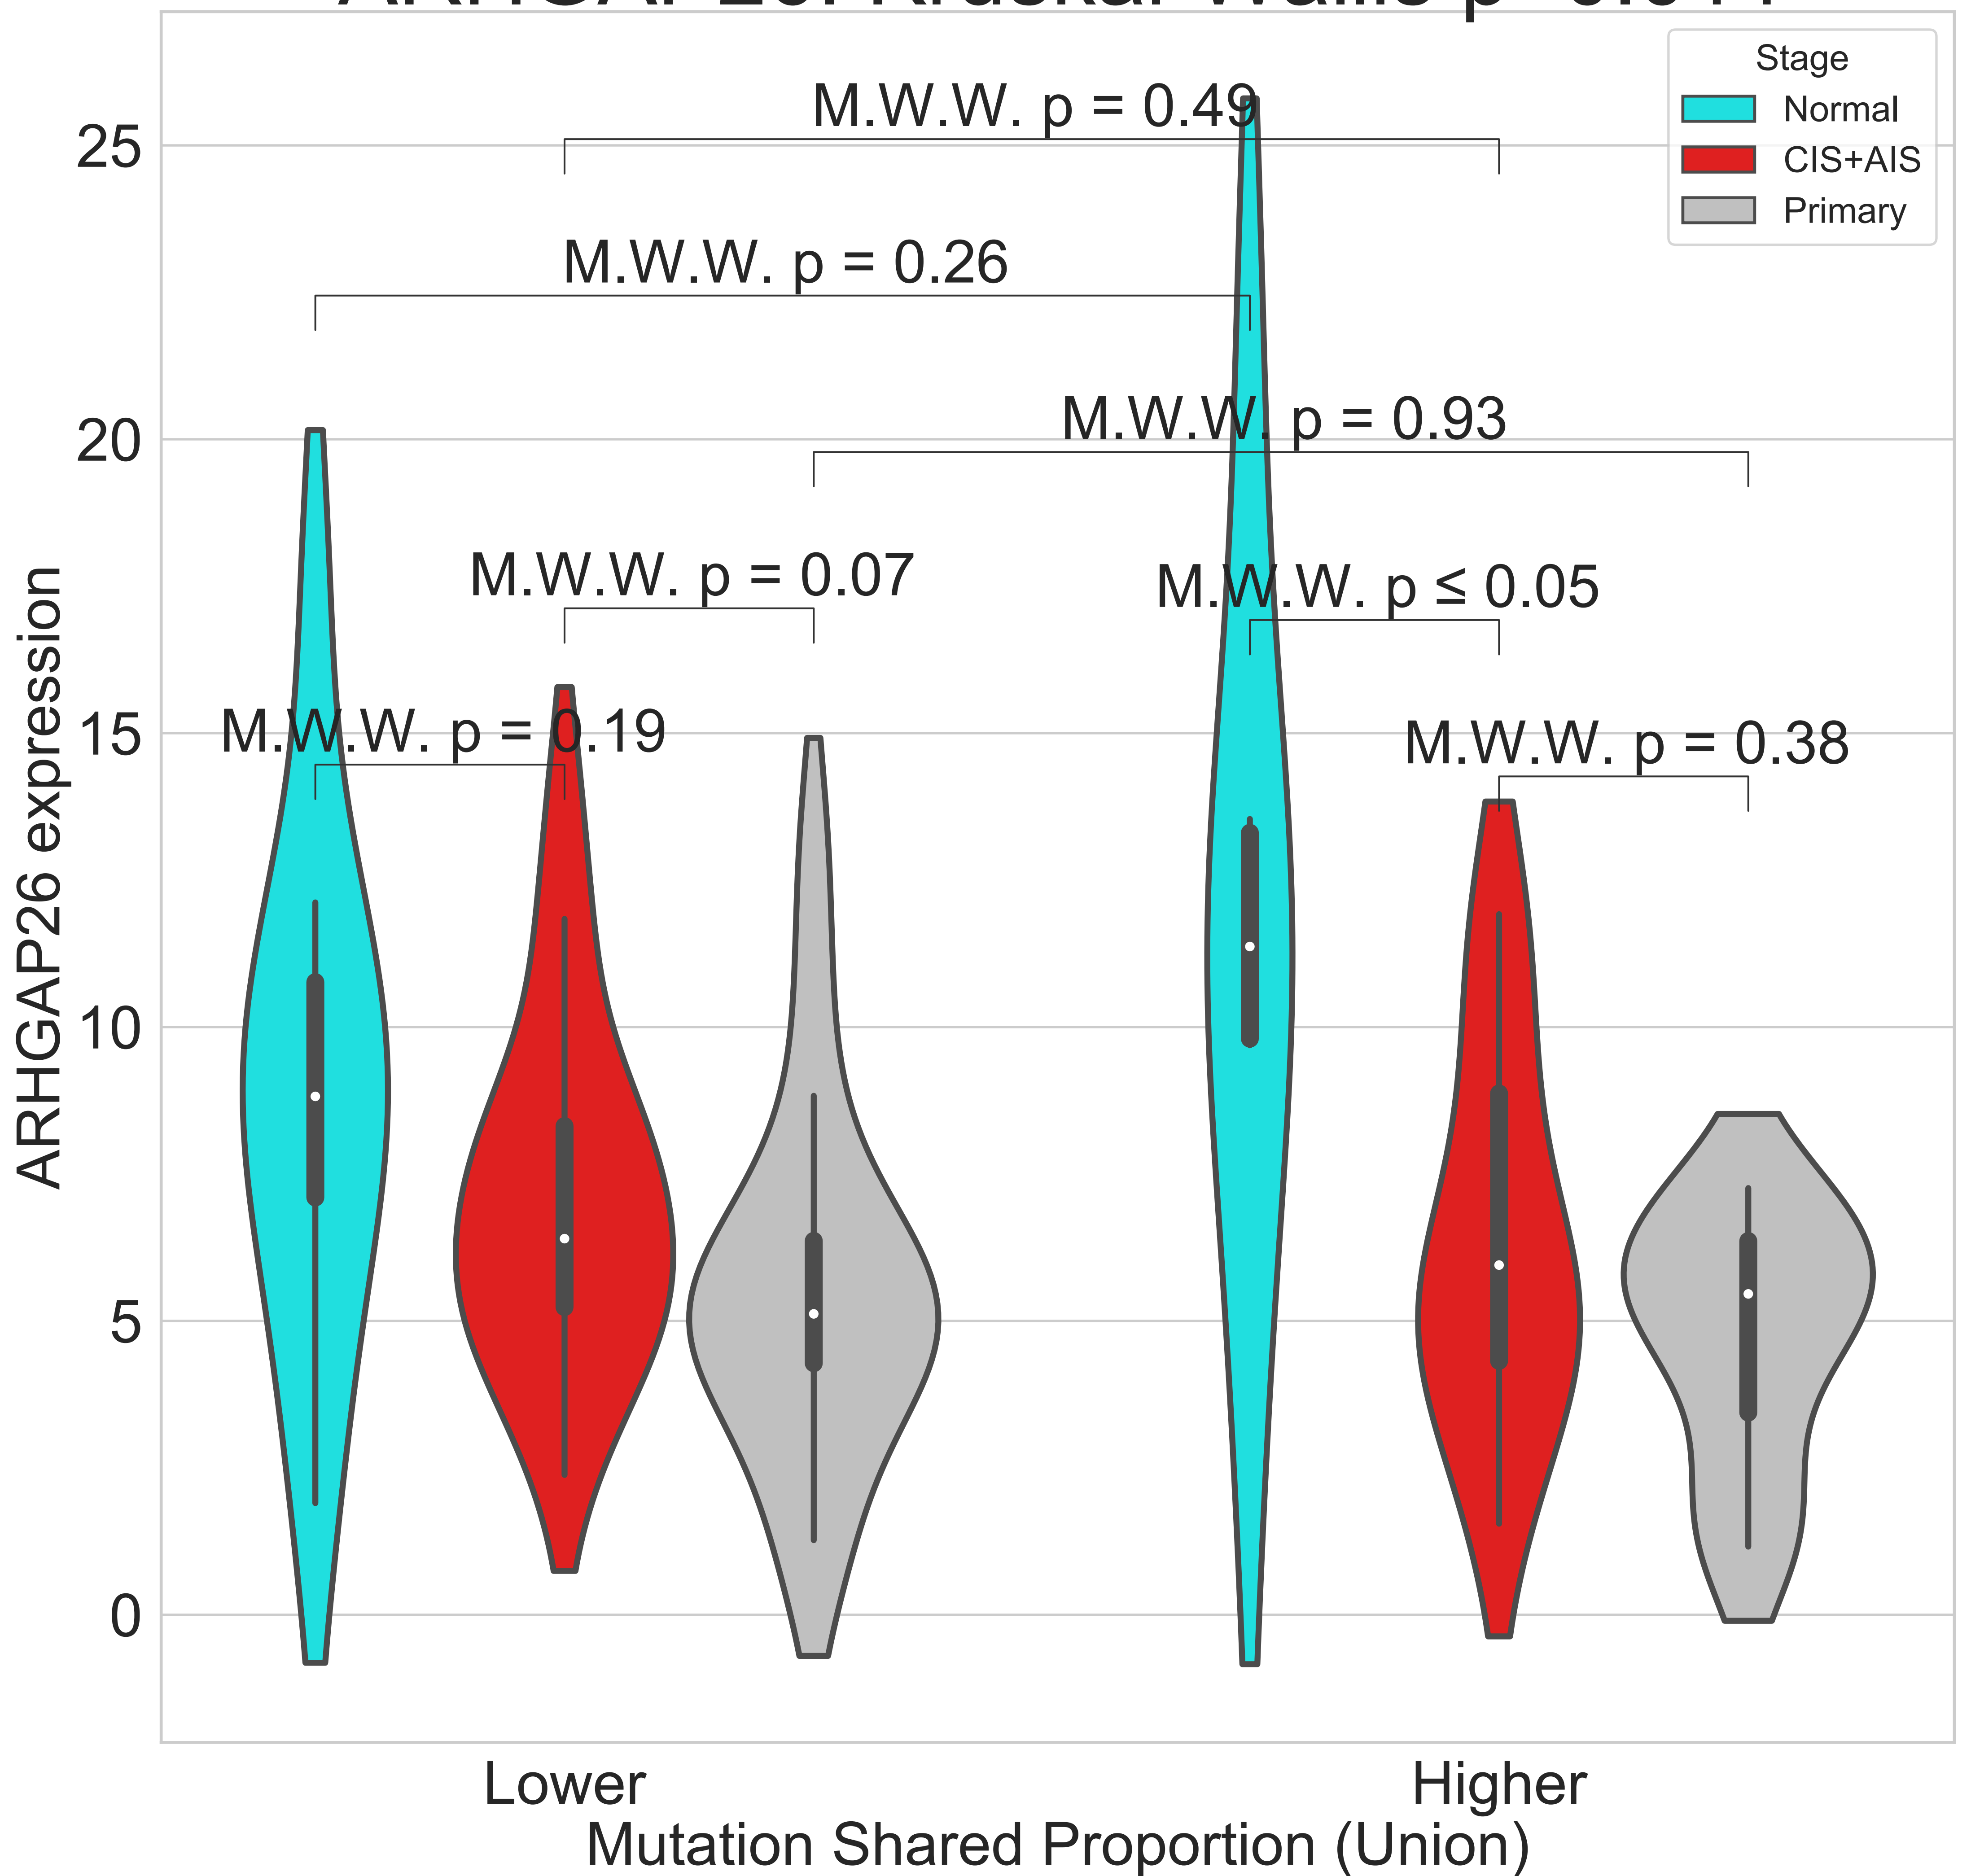 Stage
Normal
CIS+AIS
Primary
M.W.W. p = 0.49
M.W.W. p = 0.26
M.W.W. p = 0.93
M.W.W. p = 0.07
M.W.W. p ≤ 0.05
M.W.W. p = 0.19
M.W.W. p = 0.38
25
20
15
10
5
0
ARHGAP26 expression
Lower
Higher
Mutation Shared Proportion (Union)